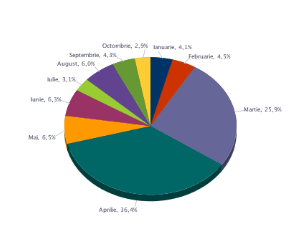 Octombrie, 2,9%
Ianuarie, 4,1%
Septembrie, 4,3%
Februarie, 4,5%
August, 6,0%
Iulie, 3,1%
Iunie, 6,3%
Martie, 25,9%
Mai, 6,5%
Aprilie, 36,4%